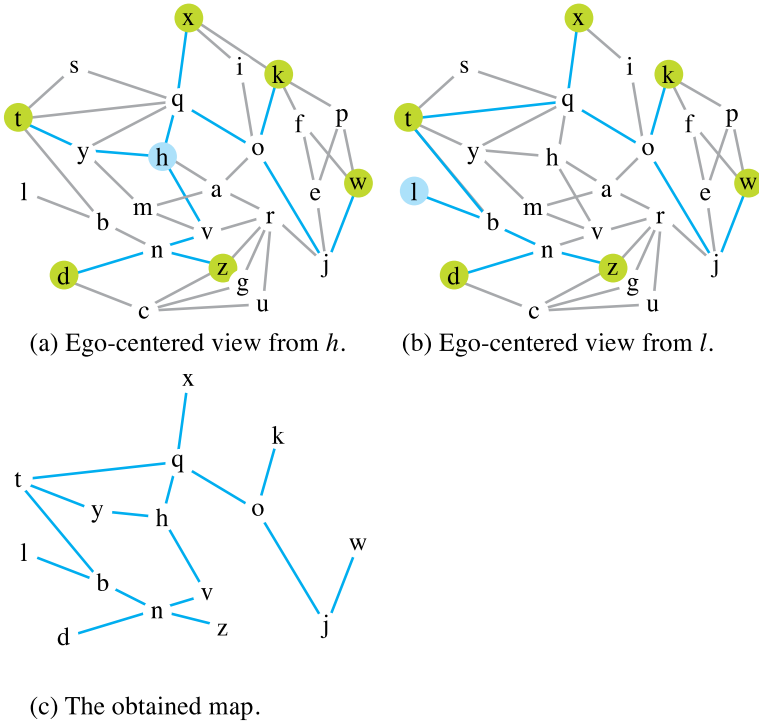 x
s
i
k
q
t
f
p
y
h
o
w
l
m
a
e
b
v
r
n
d
z
j
g
c
u
(a) Ego-centered view from h.
x
s
i
k
q
t
f
p
y
h
o
w
l
m
a
e
b
v
r
n
d
z
j
g
c
u
(b) Ego-centered view from l.
x
k
q
t
y
h
o
w
l
b
v
n
d
z
j
(c) The obtained map.